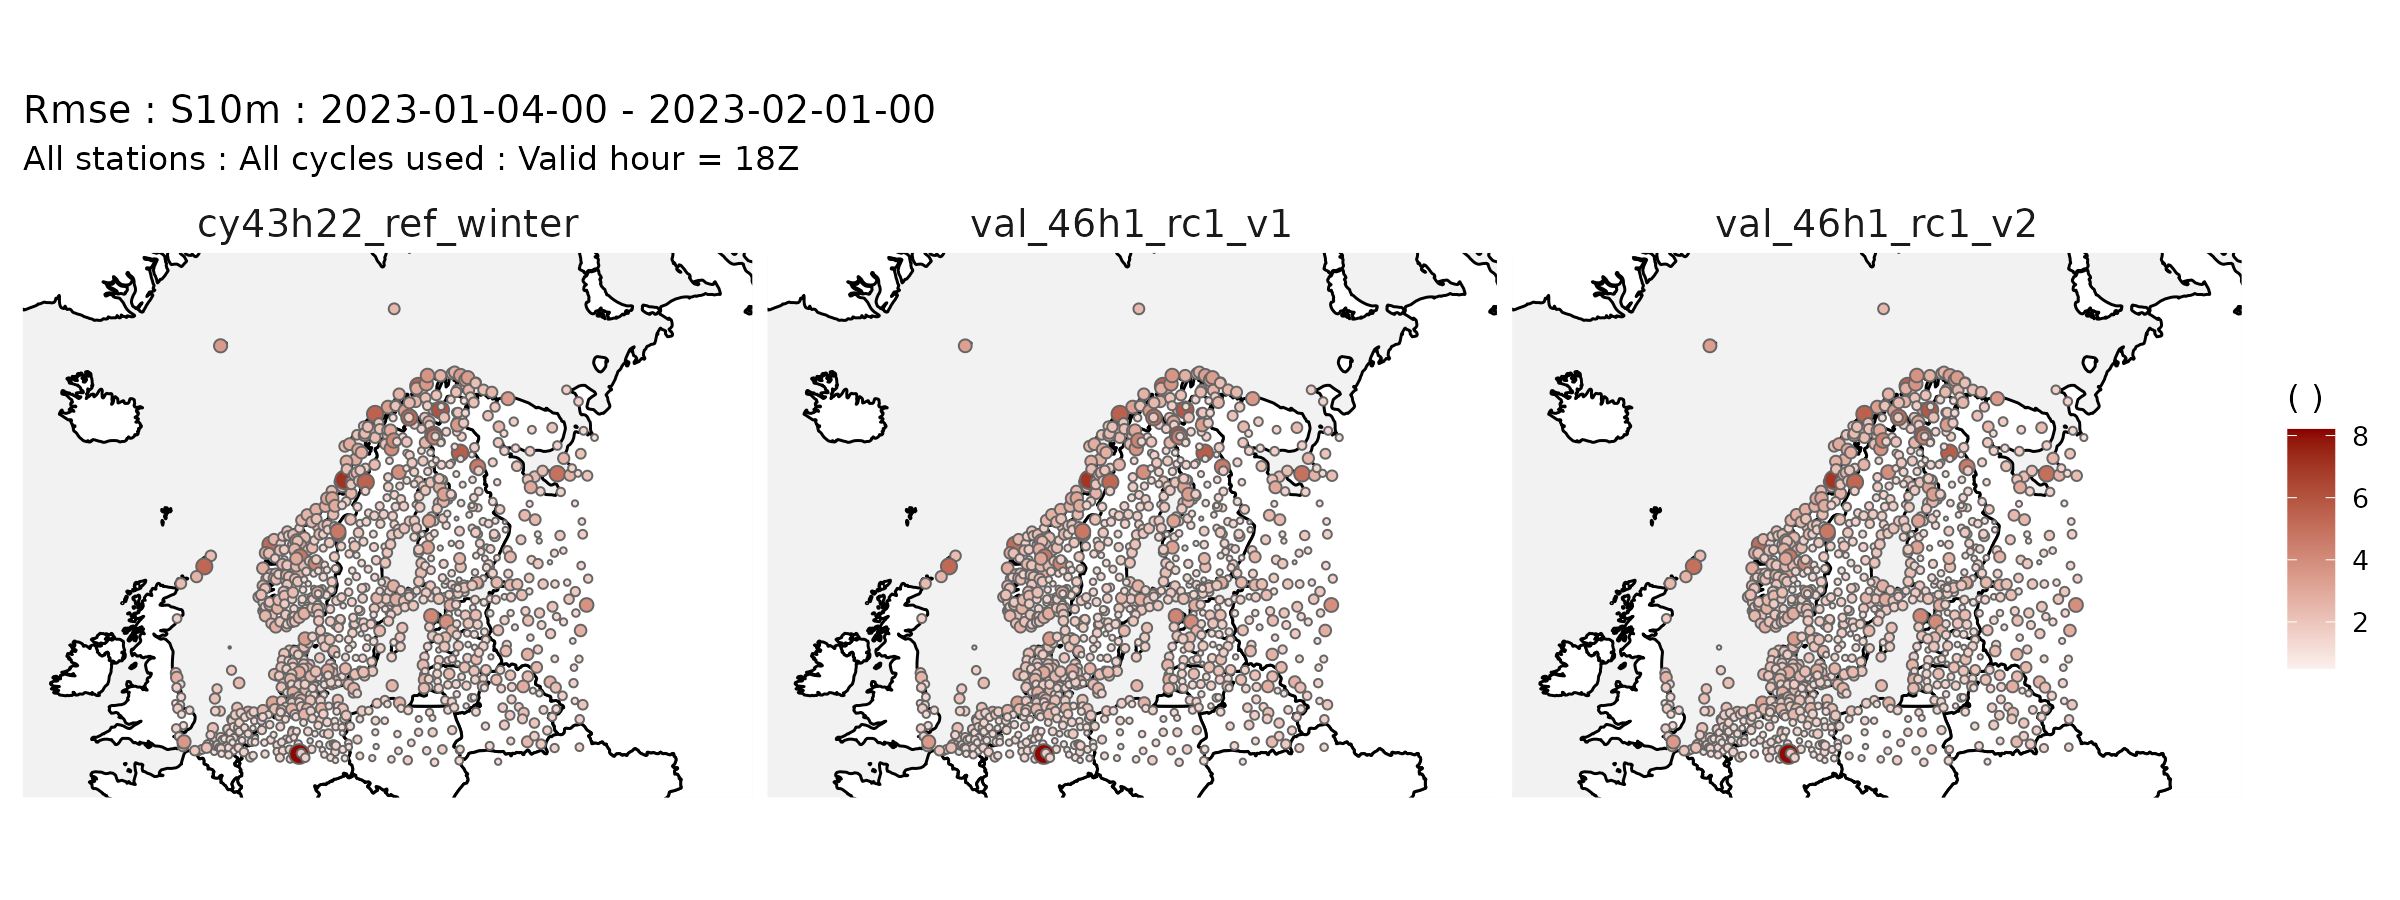 Rmse : S10m : 2023-01-04-00 - 2023-02-01-00
All stations : All cycles used : Valid hour = 18Z
cy43h22_ref_winter
val_46h1_rc1_v1
val_46h1_rc1_v2
( )
8
6
4
2